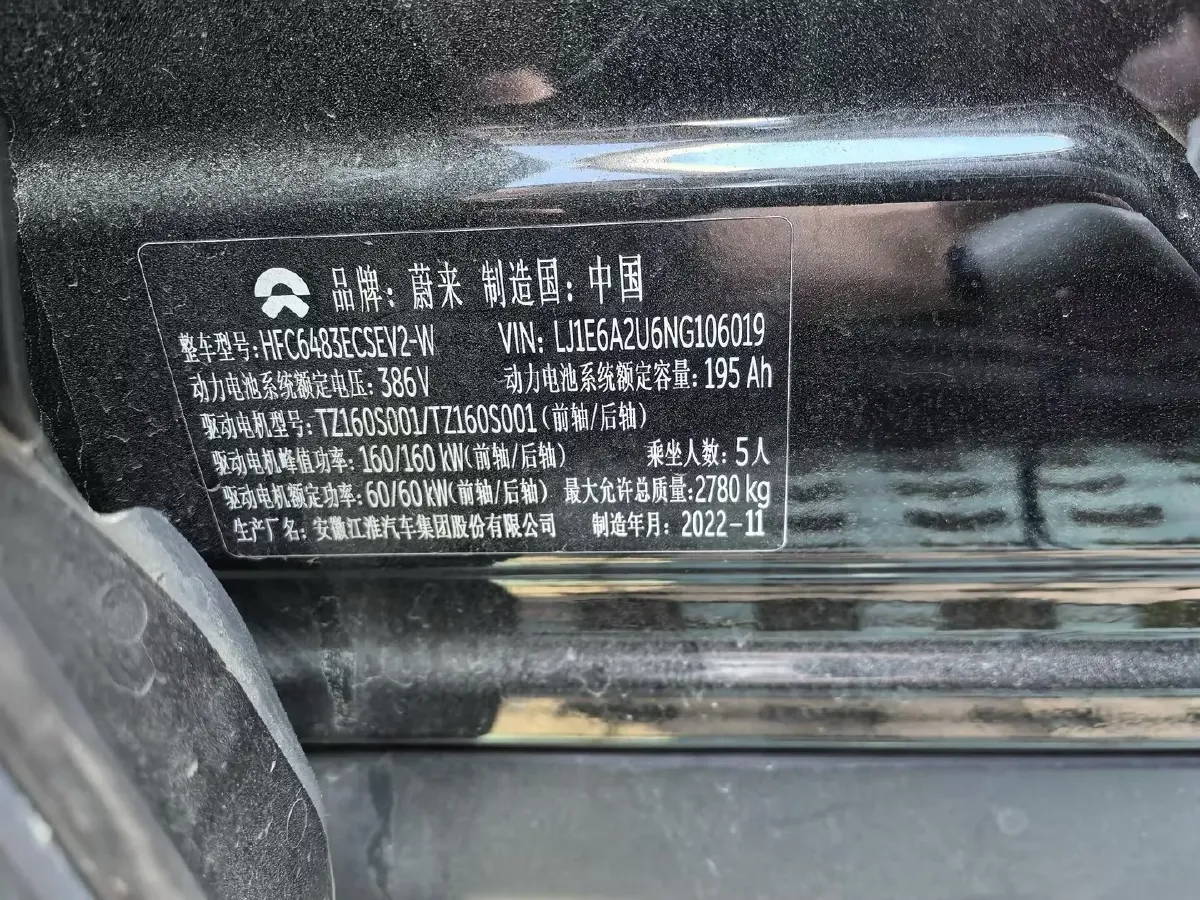 品牌：蔚来 制造国：中国
整车型号：HFC6483ECSEV2-W VIN：LJ1E6A2U6NG106019
动力电池系统额定电压：386V 动力电池系统额定容量：195 Ah
驱动电机型号：TZ160S001/TZ160S001（前轴/后轴）
驱动电机峰值功率：160/160 kW（前轴/后轴） 乘坐人数：5人
驱动电机额定功率：60/60 kW（前轴/后轴） 最大允许总质量：2780 kg
生产厂名：安徽江淮汽车集团股份有限公司 制造年月：2022-11